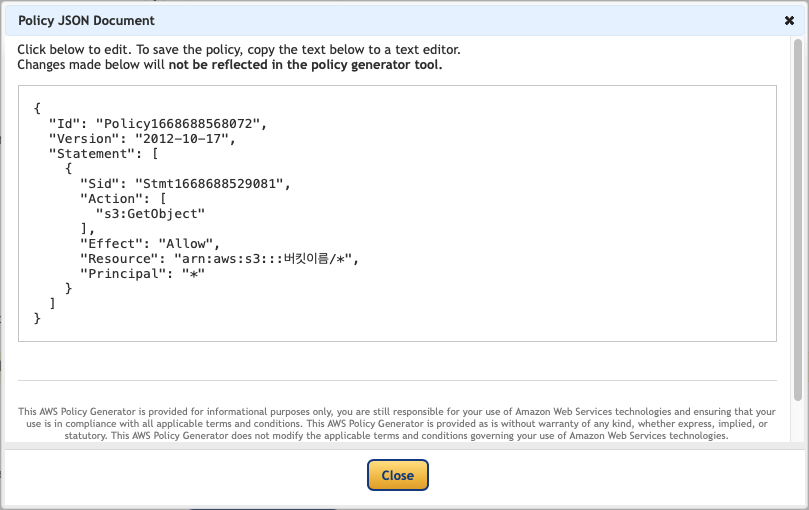 Policy JSON Document
Click below to edit. To save the policy, copy the text below to a text editor.
Changes made below will not be reflected in the policy generator tool.
{
  "Id": "Policy1668688568072",
  "Version": "2012-10-17",
  "Statement": [
    {
      "Sid": "Stmt1668688529081",
      "Action": [
        "s3:GetObject"
      ],
      "Effect": "Allow",
      "Resource": "arn:aws:s3:::버킷이름/*",
      "Principal": "*"
    }
  ]
}
This AWS Policy Generator is provided for informational purposes only, you are still responsible for your use of Amazon Web Services technologies and ensuring that your
use is in compliance with all applicable terms and conditions. This AWS Policy Generator is provided as is without warranty of any kind, whether express, implied, or
statutory. This AWS Policy Generator does not modify the applicable terms and conditions governing your use of Amazon Web Services technologies.
Close